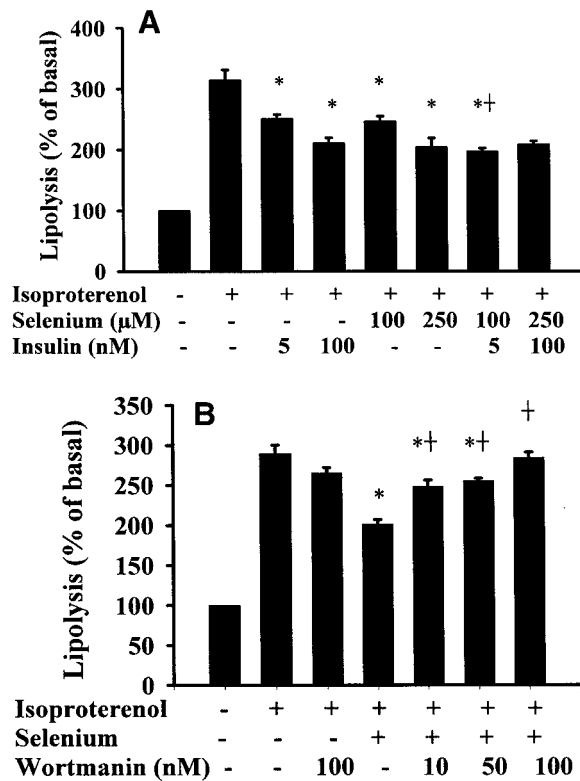 A
Lipolysis (% of basal)
400
300
200
100
0
* * * * *†
Isoproterenol - + + + + + + +
Selenium (µM) - - - - 100 250 100 250
Insulin (nM) - - 5 100 - - 5 100
B
Lipolysis (% of basal)
350
300
250
200
150
100
50
0
* *† *† †
Isoproterenol - + + + + + +
Selenium - - - + + + +
Wortmanin (nM) - - 100 - 10 50 100